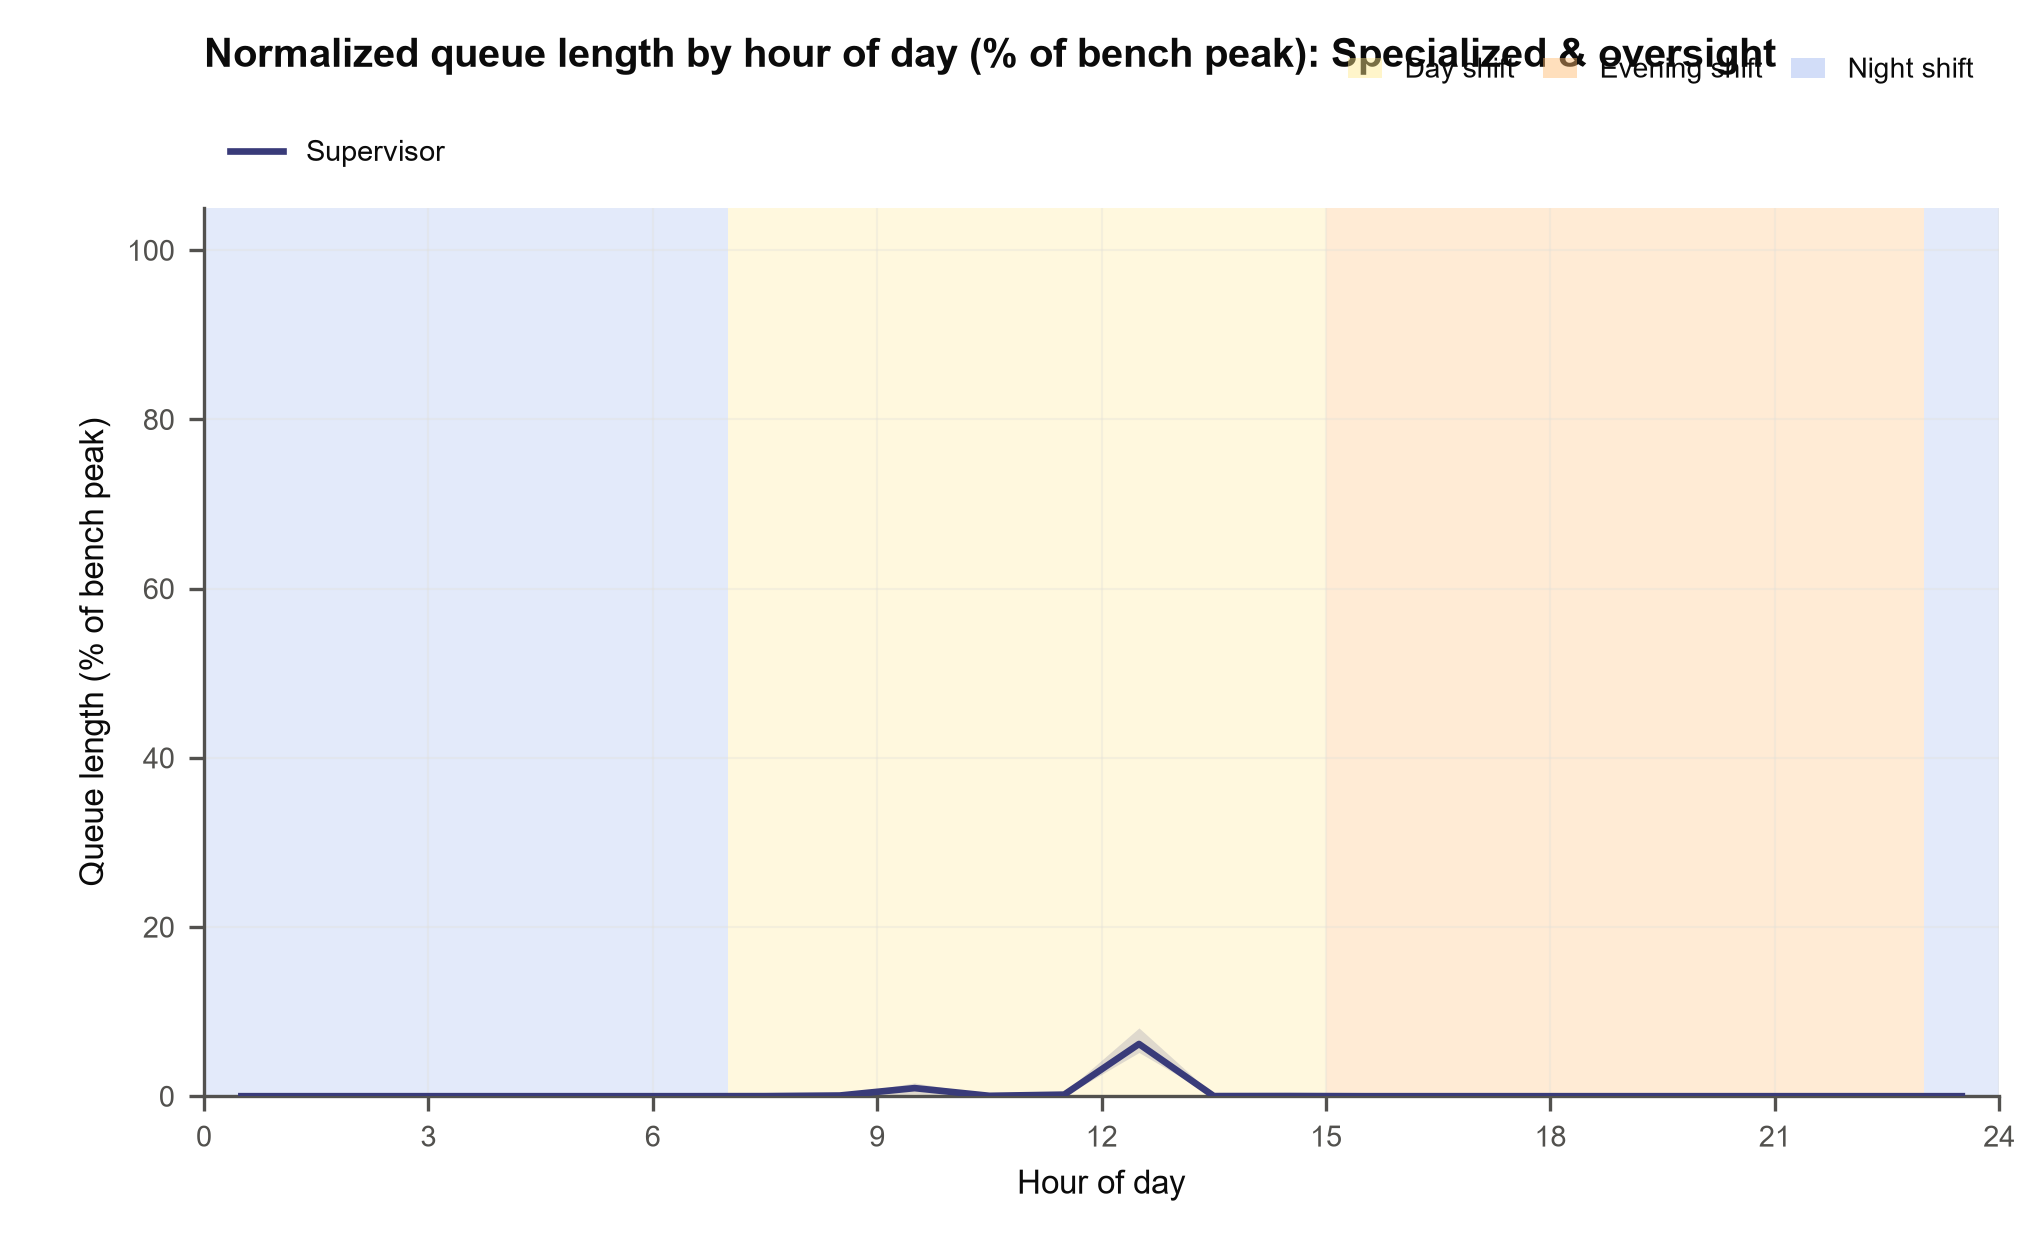 Normalized queue length by hour of day (% of bench peak): Specialized & oversight
Day shift Evening shift Night shift
Supervisor
Queue length (% of bench peak)
100
80
60
40
20
0
0 3 6 9 12 15 18 21 24
Hour of day